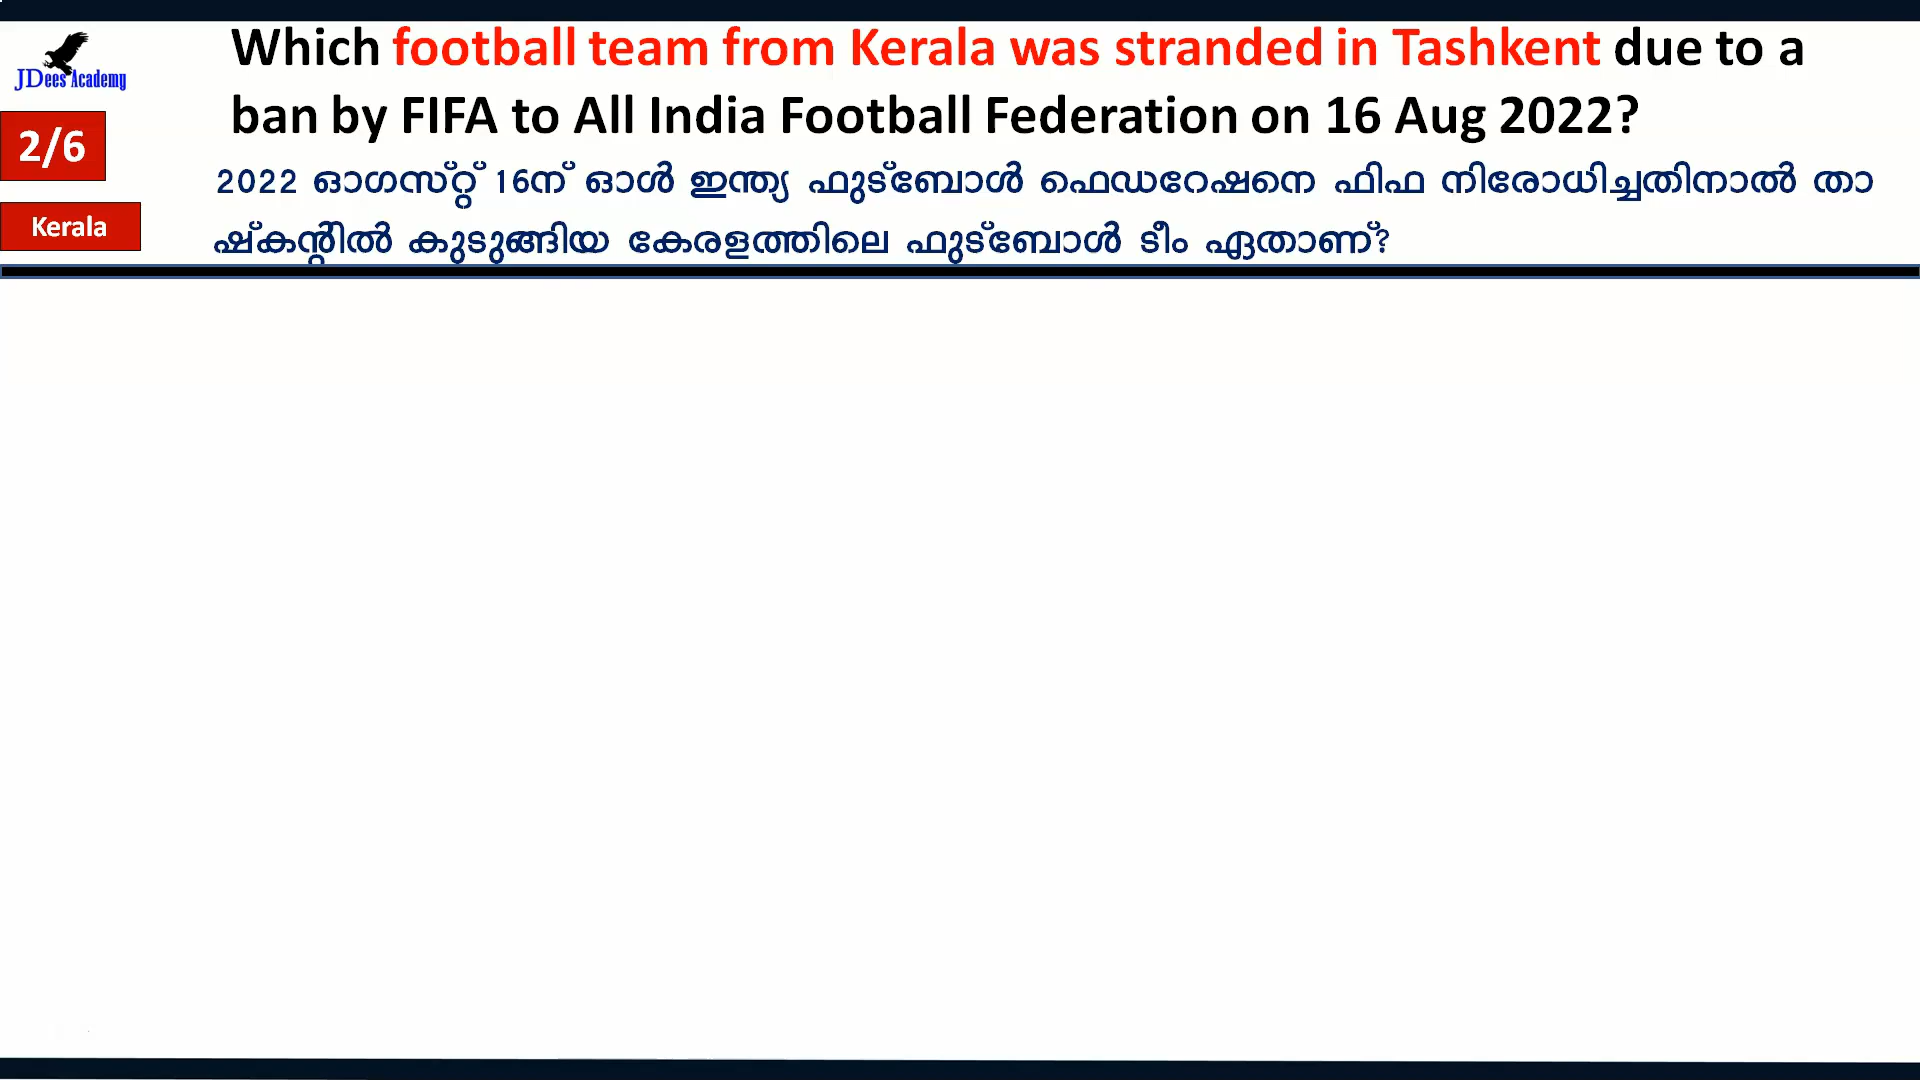 Which football team from Kerala was stranded in Tashkent due to a
JDees Academy
ban by FIFA to All India Football Federation on 16 Aug 2022?
2/6
2022 ഓഗസ്റ്റ് 16ന് ഓൾ ഇന്ത്യ ഫുട്ബോൾ ഫെഡറേഷനെ ഫിഫ നിരോധിച്ചതിനാൽ താ
Kerala
ഷ്കന്റിൽ കുടുങ്ങിയ കേരളത്തിലെ ഫുട്ബോൾ ടീം ഏതാണ്?